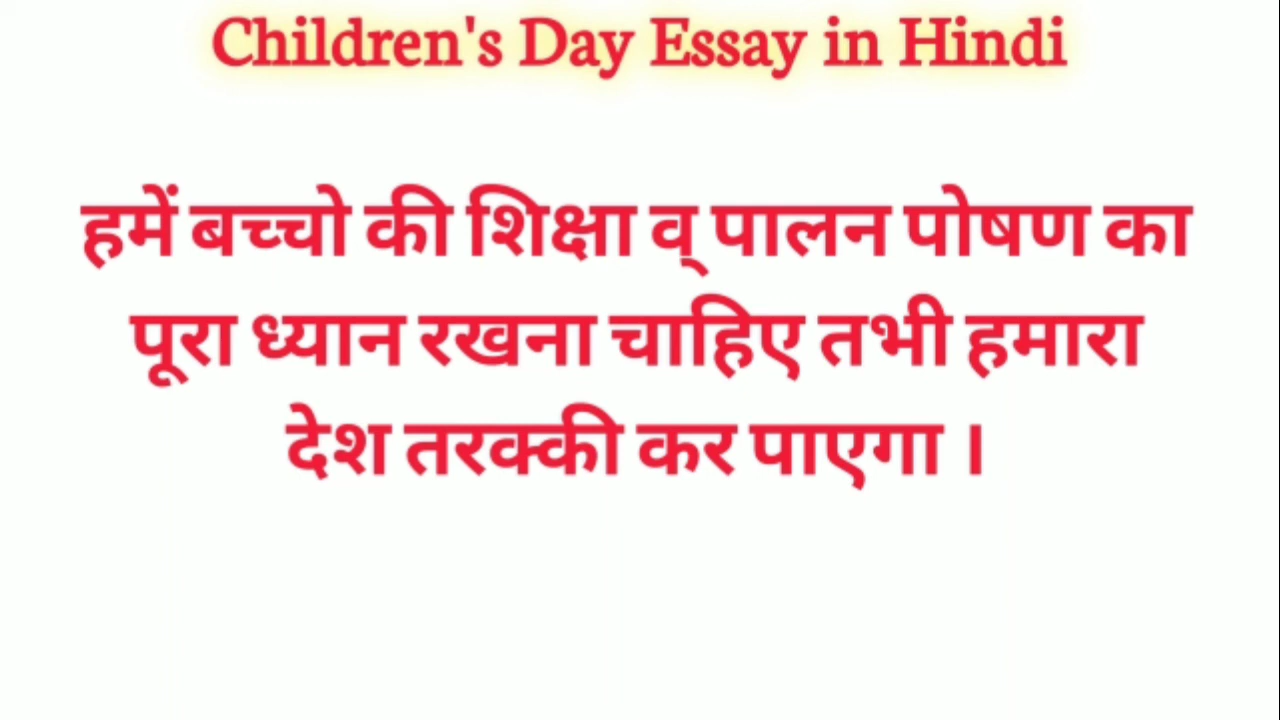 Children's Day Essay in Hindi
हमें बच्चो की शिक्षा व् पालन पोषण का
पूरा ध्यान रखना चाहिए तभी हमारा
देश तरक्की कर पाएगा ।